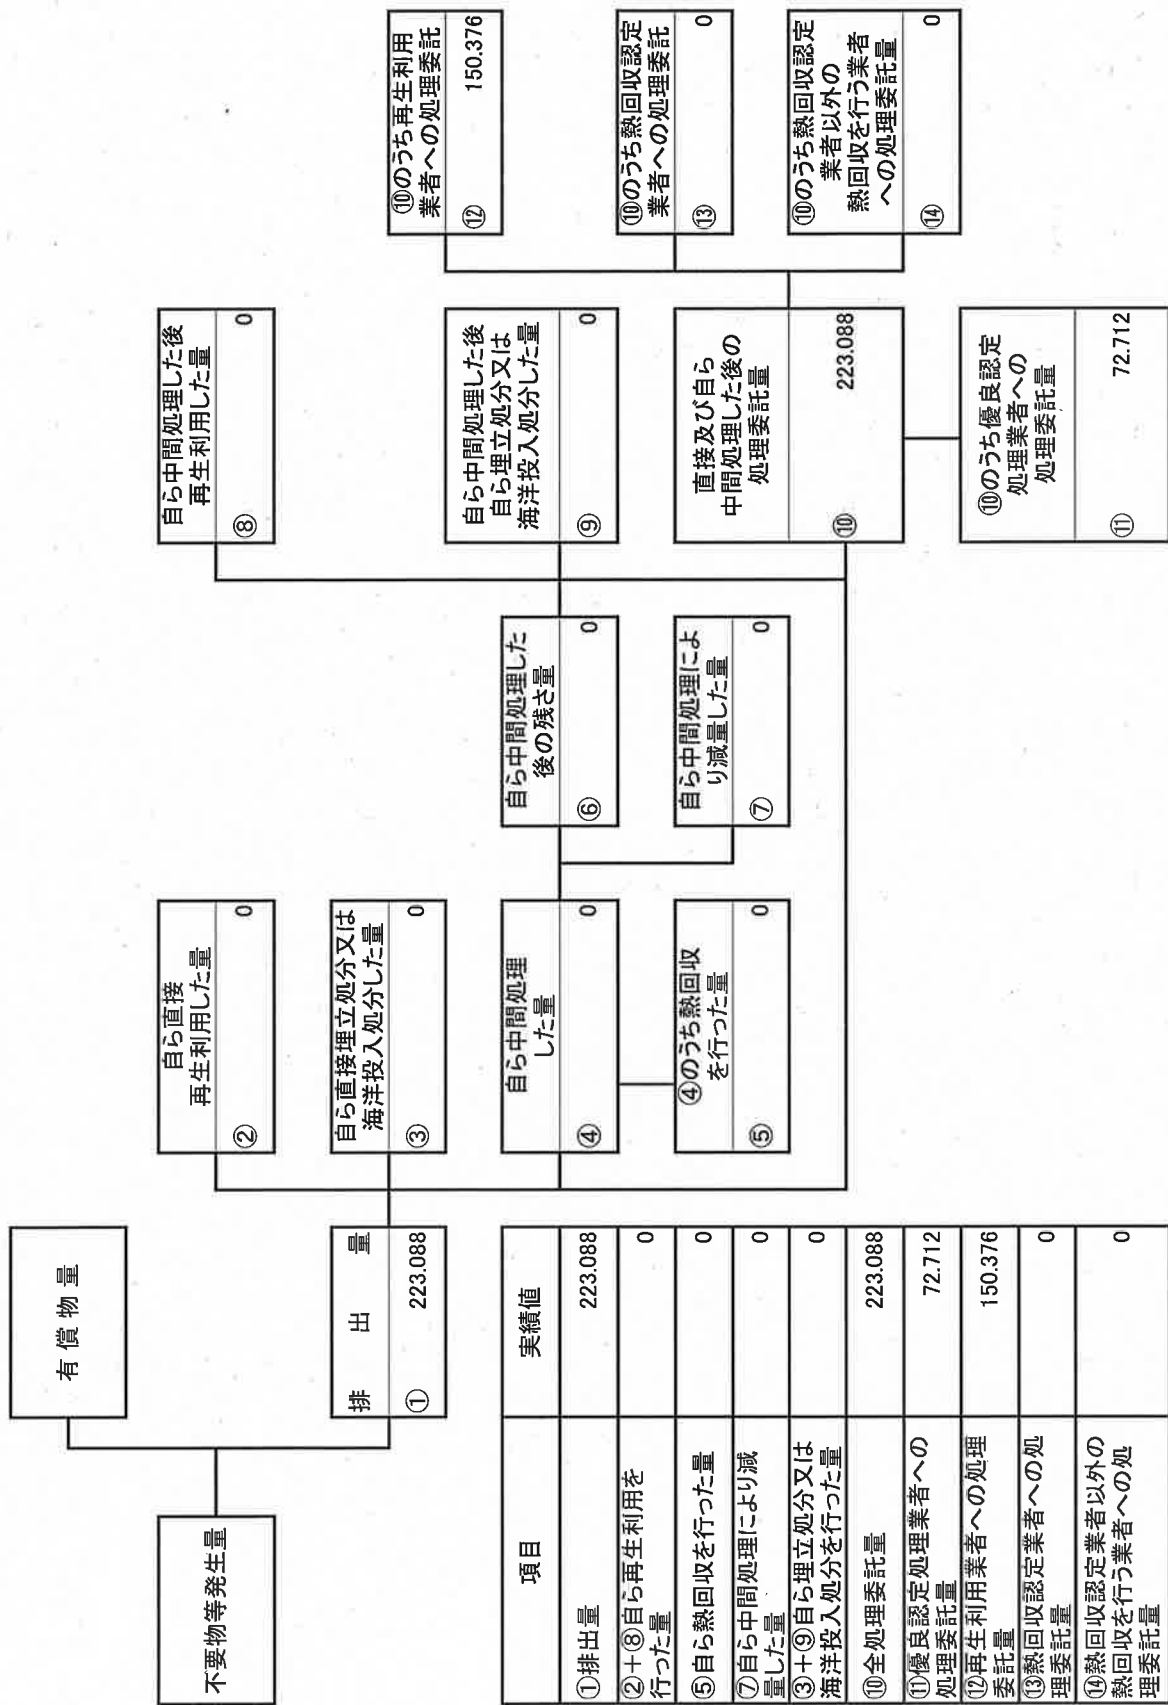 不要物等発生量
有償物量
排出量
① 223.088
自ら直接
再生利用した量
② 0
自ら直接埋立処分又は
海洋投入処分した量
③ 0
自ら中間処理
した量
④ 0
④のうち熱回収
を行った量
⑤ 0
自ら中間処理した
後の残さ量
⑥ 0
自ら中間処理によ
り減量した量
⑦ 0
自ら中間処理した後
再生利用した量
⑧ 0
自ら中間処理した後
自ら埋立処分又は
海洋投入処分した量
⑨ 0
直接及び自ら
中間処理した後の
処理委託量
⑩ 223.088
⑩のうち優良認定
処理業者への
処理委託量
⑪ 72.712
⑩のうち再生利用
業者への処理委託
⑫ 150.376
⑩のうち熱回収認定
業者への処理委託
⑬ 0
⑩のうち熱回収認定
業者以外の
熱回収を行う業者
への処理委託量
⑭ 0
項目 実績値
①排出量 223.088
②+⑧自ら再生利用を
行った量 0
⑤自ら熱回収を行った量 0
⑦自ら中間処理により減
量した量 0
③+⑨自ら埋立処分又は
海洋投入処分を行った量 0
⑩全処理委託量 223.088
⑪優良認定処理業者への
処理委託量 72.712
⑫再生利用業者への処理
委託量 150.376
⑬熱回収認定業者への処
理委託量 0
⑭熱回収認定業者以外の
熱回収を行う業者への処
理委託量 0